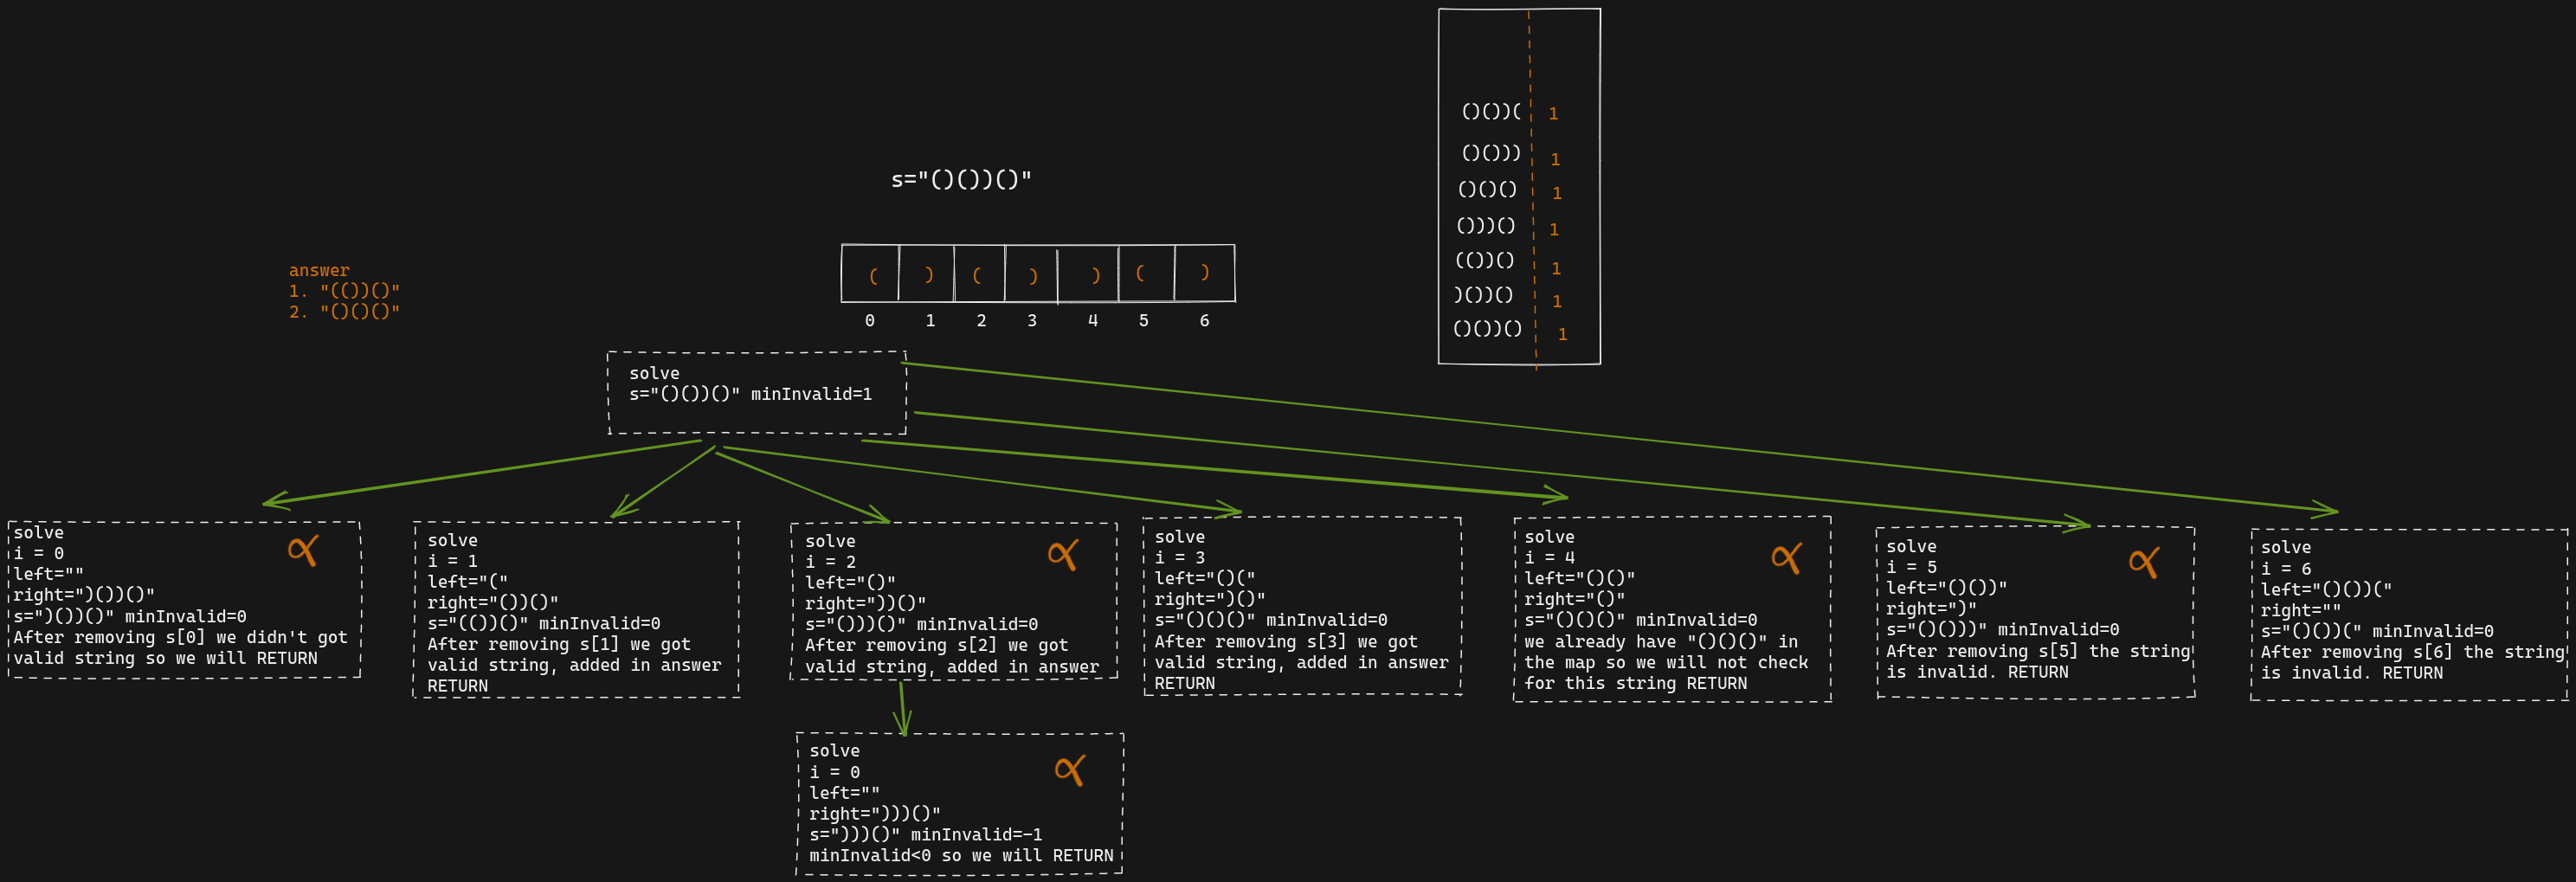 ()())( 1
()())) 1
s="()())()"
()()() 1
()))() 1
(())() 1
answer
1. "(())()"
2. "()()()"
( ) ( ) ) ( )
)())() 1
0 1 2 3 4 5 6
()())() 1
solve
s="()())()" minInvalid=1
solve
i = 0
left=""
right=")())()"
s=")())()" minInvalid=0
After removing s[0] we didn't got
valid string so we will RETURN
solve
i = 1
left="("
right="())()"
s="(())()" minInvalid=0
After removing s[1] we got
valid string, added in answer
RETURN
solve
i = 2
left="()"
right="))()"
s="()))()" minInvalid=0
After removing s[2] we got
valid string, added in answer
solve
i = 3
left="()("
right=")()"
s="()()()" minInvalid=0
After removing s[3] we got
valid string, added in answer
RETURN
solve
i = 4
left="()()"
right="()"
s="()()()" minInvalid=0
we already have "()()()" in
the map so we will not check
for this string RETURN
solve
i = 5
left="()())"
right=")"
s="()()))" minInvalid=0
After removing s[5] the string
is invalid. RETURN
solve
i = 6
left="()())("
right=""
s="()())(" minInvalid=0
After removing s[6] the string
is invalid. RETURN
solve
i = 0
left=""
right=")))()"
s=")))()" minInvalid=-1
minInvalid<0 so we will RETURN